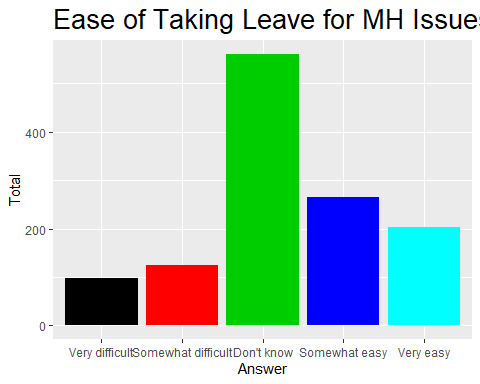 Ease of Taking Leave for MH Issues
Total
400
200
0
Very difficult Somewhat difficult Don't know Somewhat easy Very easy
Answer